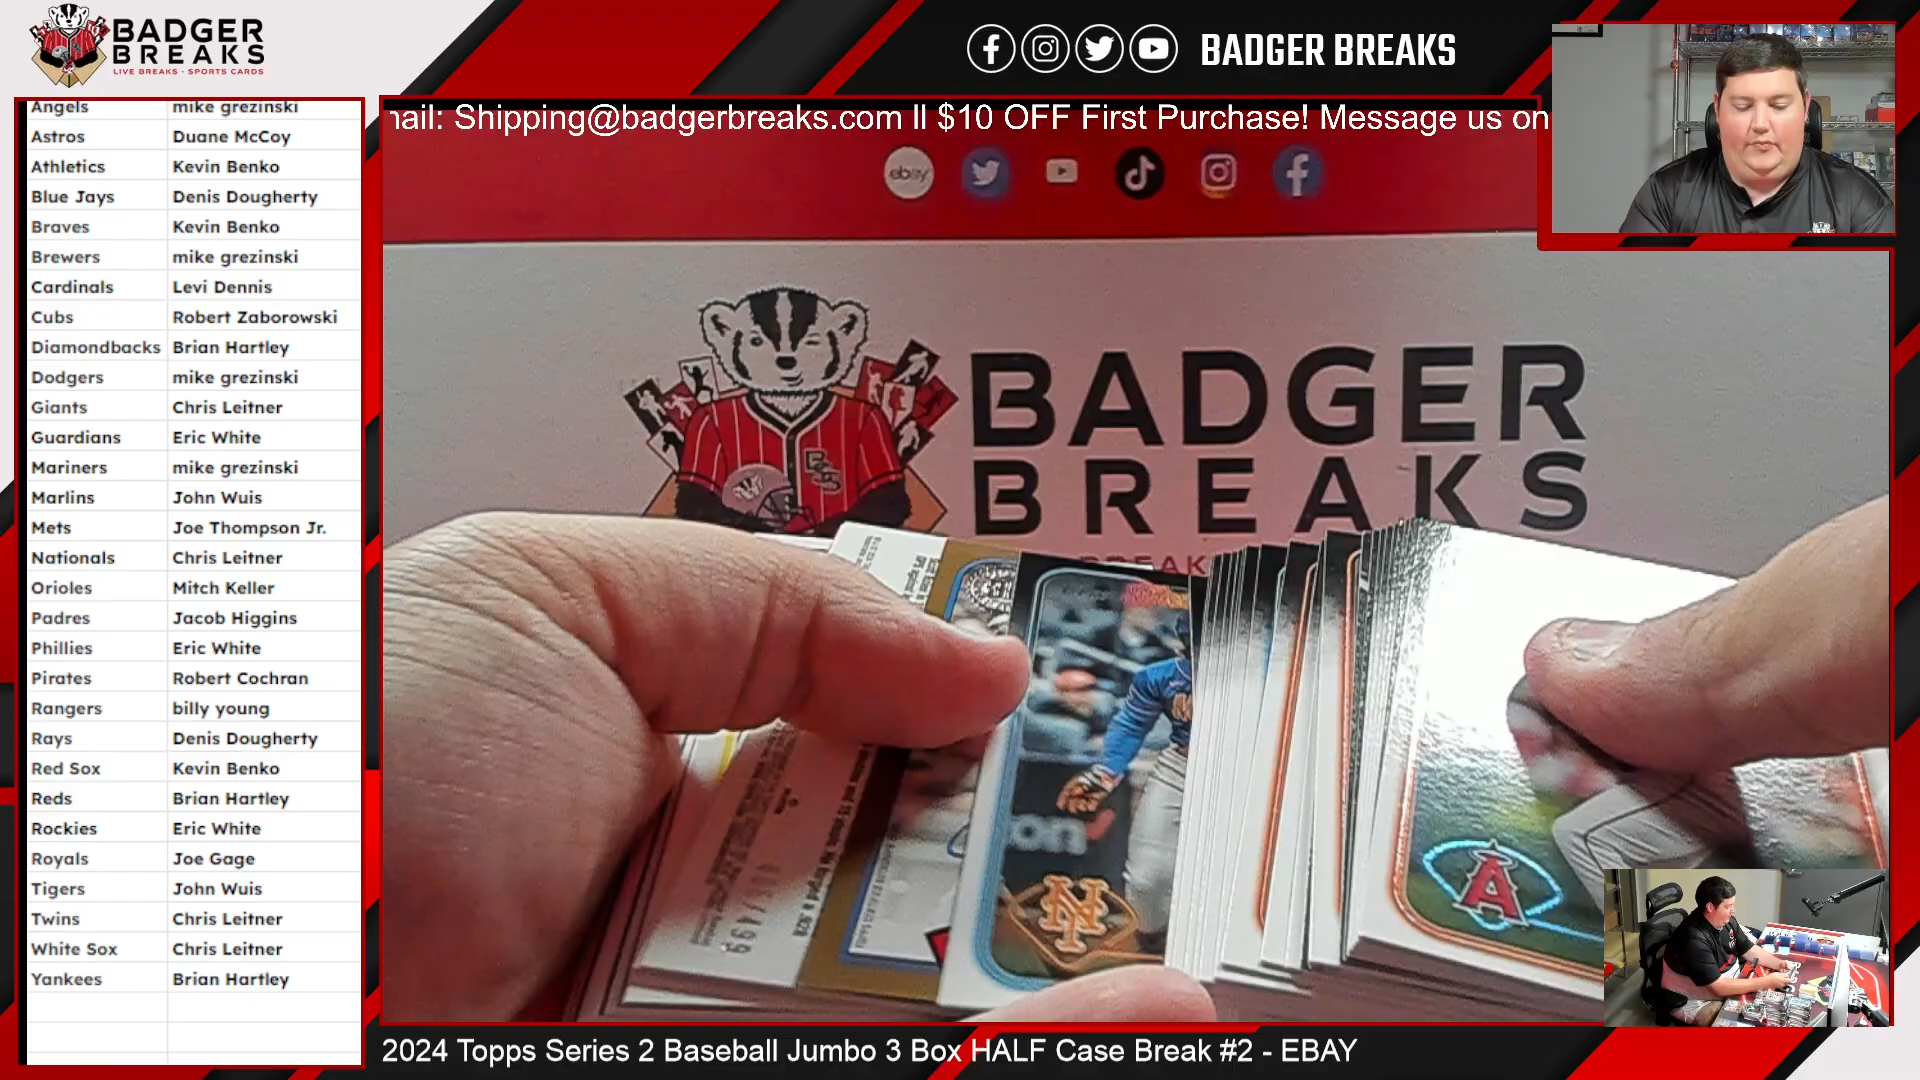 BADGER
BREAKS
LIVE BREAKS - SPORTS CARDS
BADGER BREAKS
Shipping@badgerbreaks.com ll $10 OFF First Purchase! Message us on
ebay
Angels mike grezinski
Astros Duane McCoy
Athletics Kevin Benko
Blue Jays Denis Dougherty
Braves Kevin Benko
Brewers mike grezinski
Cardinals Levi Dennis
Cubs Robert Zaborowski
Diamondbacks Brian Hartley
Dodgers mike grezinski
Giants Chris Leitner
Guardians Eric White
Mariners mike grezinski
Marlins John Wuis
Mets Joe Thompson Jr.
Nationals Chris Leitner
Orioles Mitch Keller
Padres Jacob Higgins
Phillies Eric White
Pirates Robert Cochran
Rangers billy young
Rays Denis Dougherty
Red Sox Kevin Benko
Reds Brian Hartley
Rockies Eric White
Royals Joe Gage
Tigers John Wuis
Twins Chris Leitner
White Sox Chris Leitner
Yankees Brian Hartley
BADGER
BREAKS
NY
A
2024 Topps Series 2 Baseball Jumbo 3 Box HALF Case Break #2 - EBAY